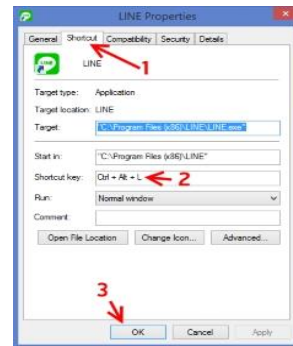 LINE Properties
General Shortcut Compatibility Security Details
1
LINE
Target type: Application
Target location: LINE
Target: "C:\Program Files (x86)\LINE\LINE.exe"
Start in: "C:\Program Files (x86)\LINE"
Shortcut key: Ctrl + Alt + L 2
Run: Normal window
Comment:
Open File Location Change Icon... Advanced...
3
OK Cancel Apply